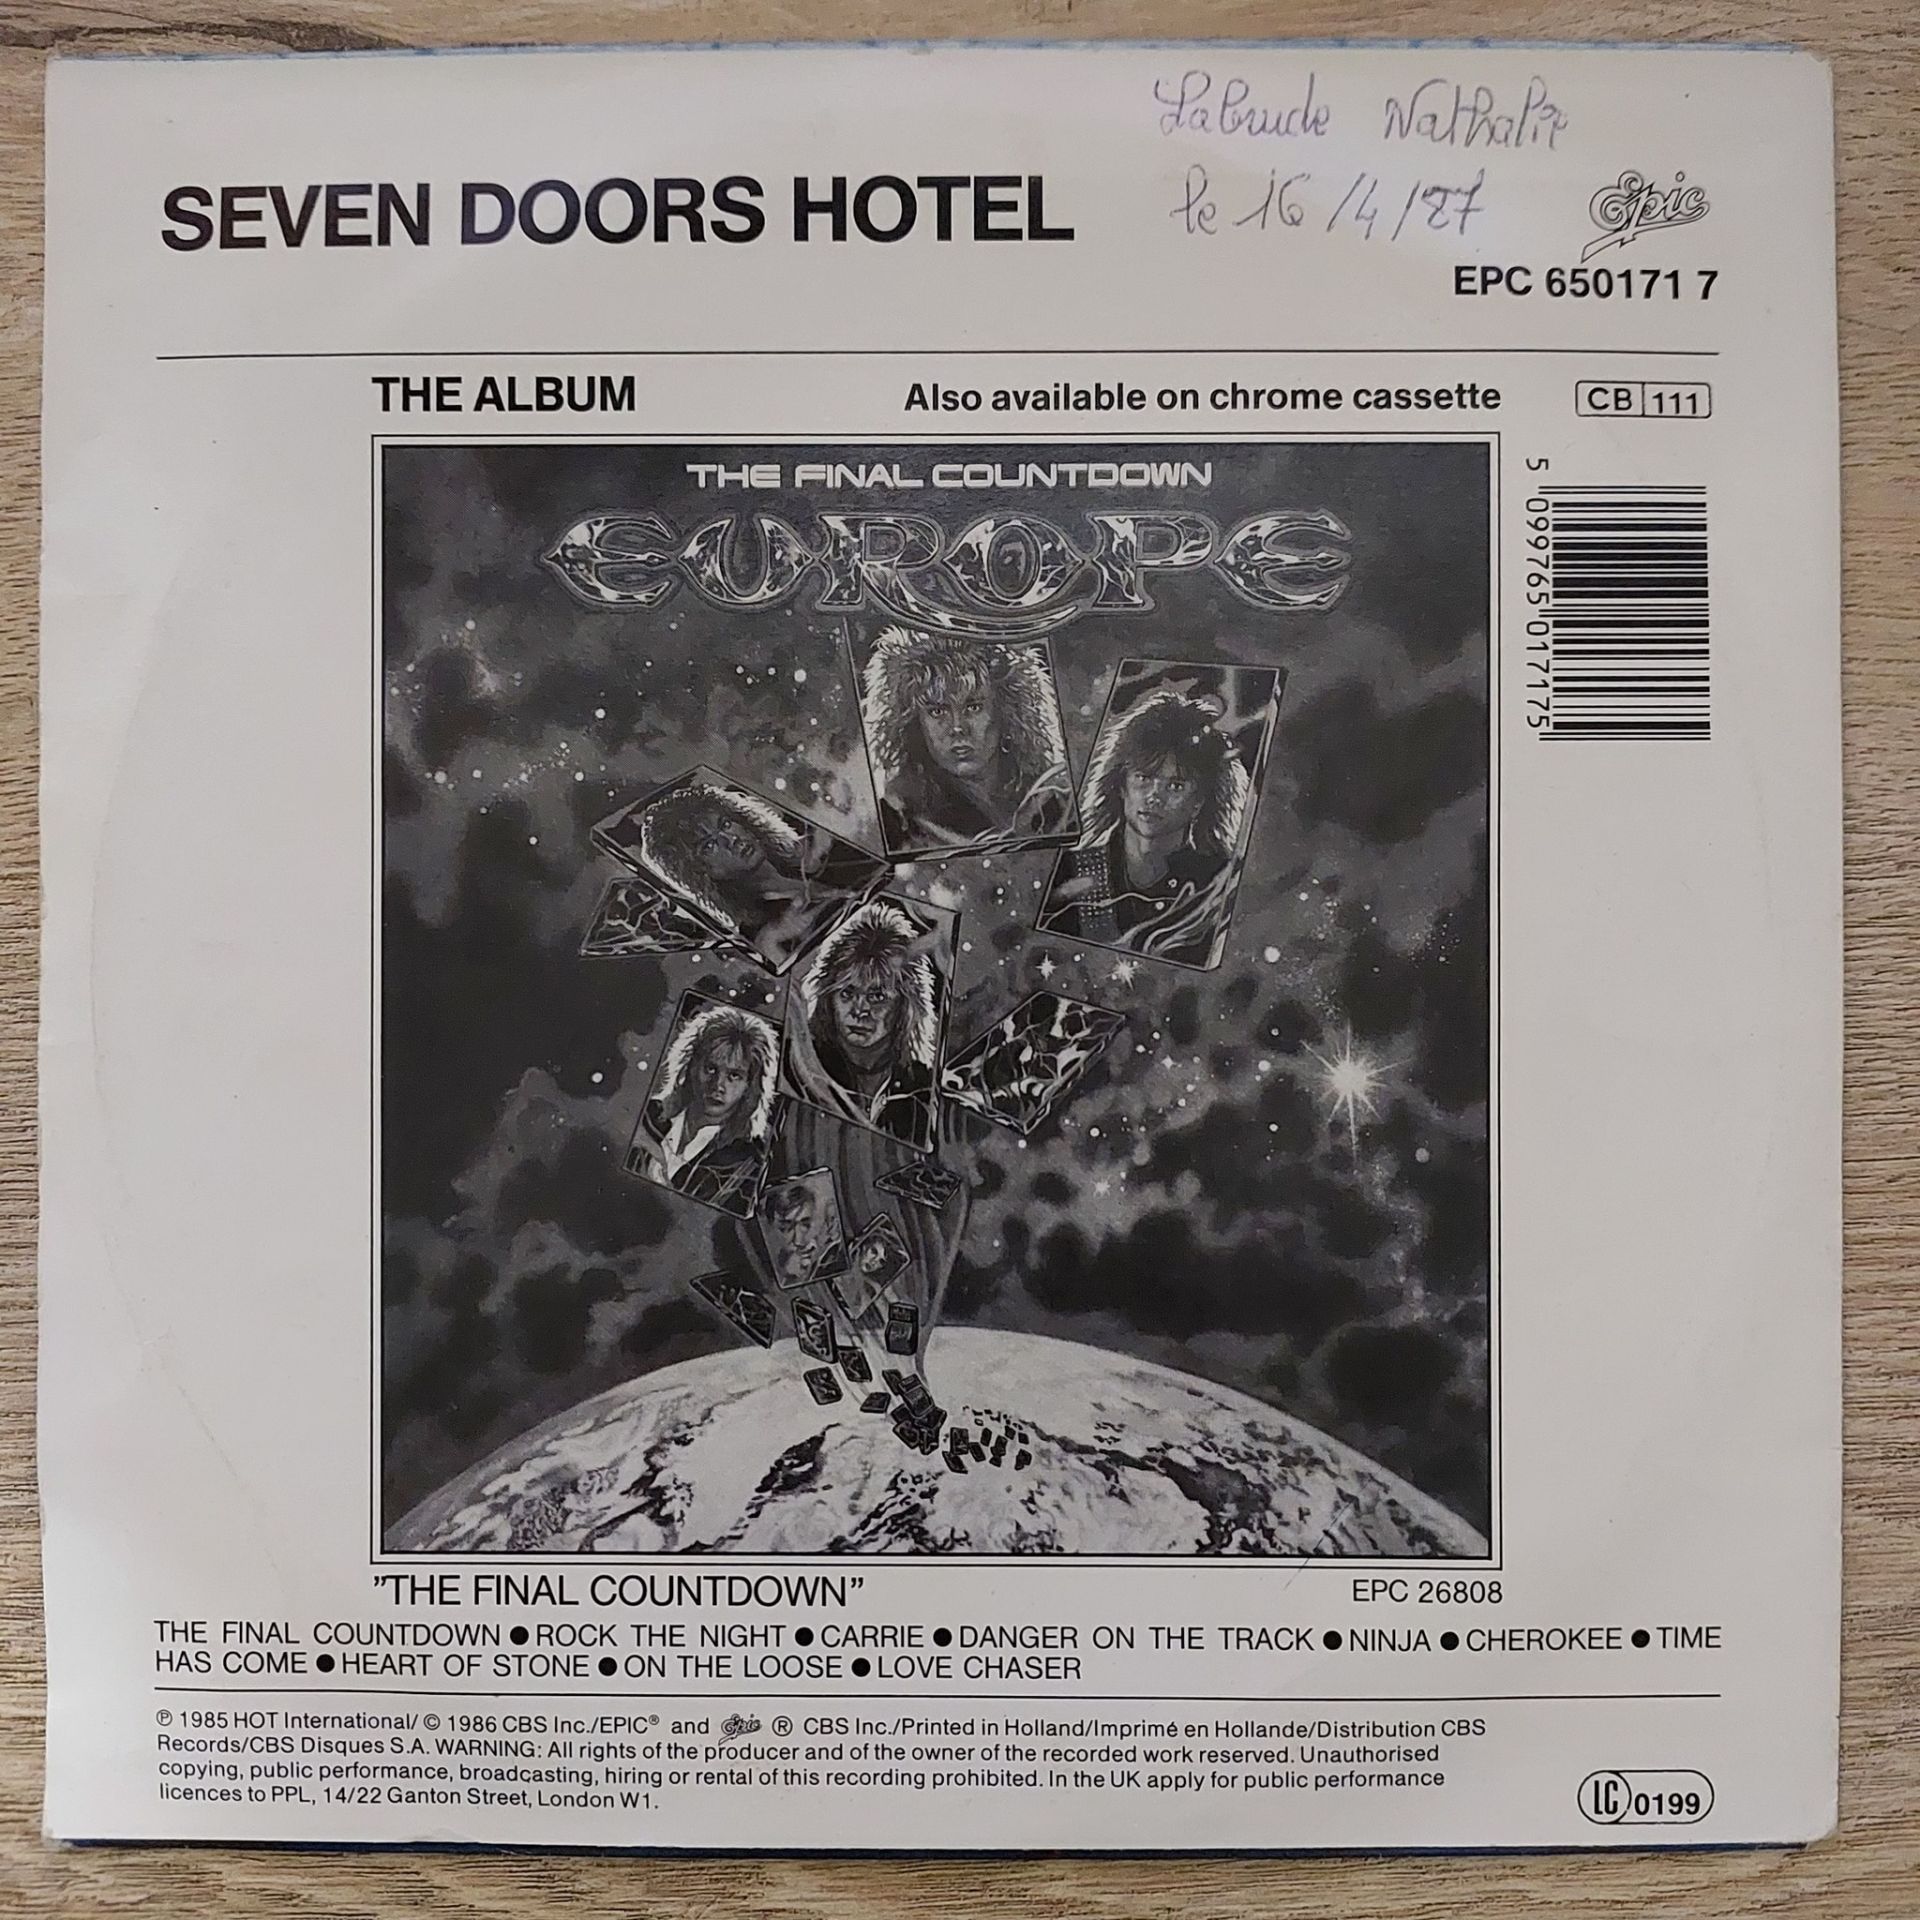 Labrude Nathalie
le 16/4/87
SEVEN DOORS HOTEL
Epic
EPC 650171 7
THE ALBUM
Also available on chrome cassette
CB 111
5 099765 017175
THE FINAL COUNTDOWN
EUROPE
”THE FINAL COUNTDOWN”
EPC 26808
THE FINAL COUNTDOWN ● ROCK THE NIGHT ● CARRIE ● DANGER ON THE TRACK ● NINJA ● CHEROKEE ● TIME
HAS COME ● HEART OF STONE ● ON THE LOOSE ● LOVE CHASER
℗ 1985 HOT International/ © 1986 CBS Inc./EPIC® and Epic ® CBS Inc./Printed in Holland/Imprimé en Hollande/Distribution CBS
Records/CBS Disques S.A. WARNING: All rights of the producer and of the owner of the recorded work reserved. Unauthorised
copying, public performance, broadcasting, hiring or rental of this recording prohibited. In the UK apply for public performance
licences to PPL, 14/22 Ganton Street, London W1.
LC 0199